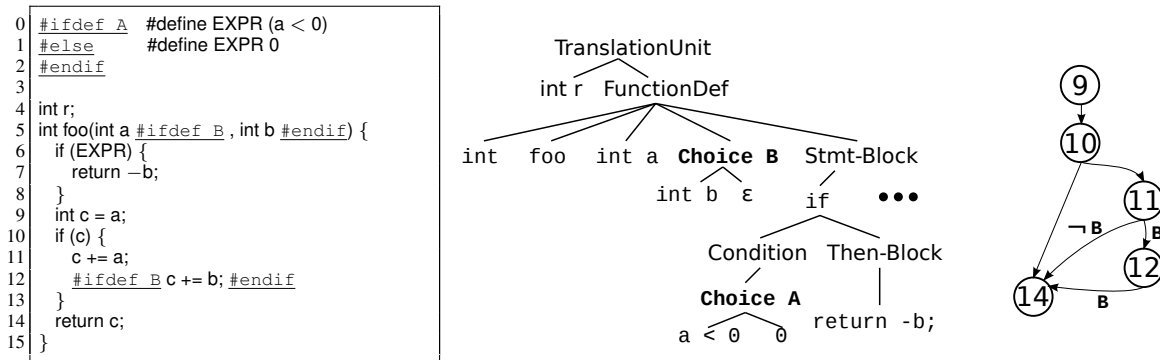 0 #ifdef A #define EXPR (a < 0)
1 #else #define EXPR 0
2 #endif
3
4 int r;
5 int foo(int a #ifdef B , int b #endif) {
6 if (EXPR) {
7 return −b;
8 }
9 int c = a;
10 if (c) {
11 c += a;
12 #ifdef B c += b; #endif
13 }
14 return c;
15 }
TranslationUnit
int r FunctionDef
int foo int a Choice B Stmt-Block
int b ε if •••
Condition Then-Block
Choice A
a < 0 0 return -b;
9
10
11
¬B B
12
14
B